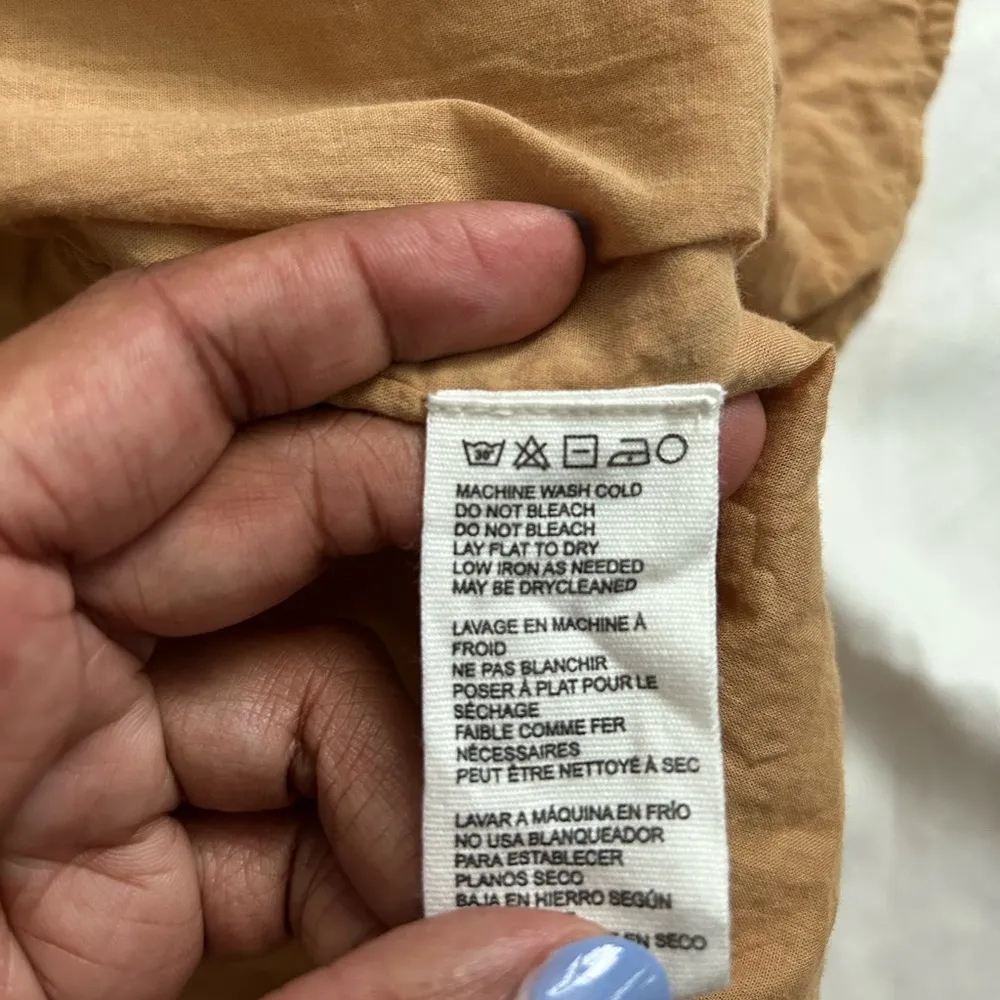 30°
MACHINE WASH COLD
DO NOT BLEACH
DO NOT BLEACH
LAY FLAT TO DRY
LOW IRON AS NEEDED
MAY BE DRYCLEANED
LAVAGE EN MACHINE À
FROID
NE PAS BLANCHIR
POSER À PLAT POUR LE
SÉCHAGE
FAIBLE COMME FER
NÉCESSAIRES
PEUT ÊTRE NETTOYÉ À SEC
LAVAR A MÁQUINA EN FRÍO
NO USA BLANQUEADOR
PARA ESTABLECER
PLANOS SECO
BAJA EN HIERRO SEGÚN
EN SECO